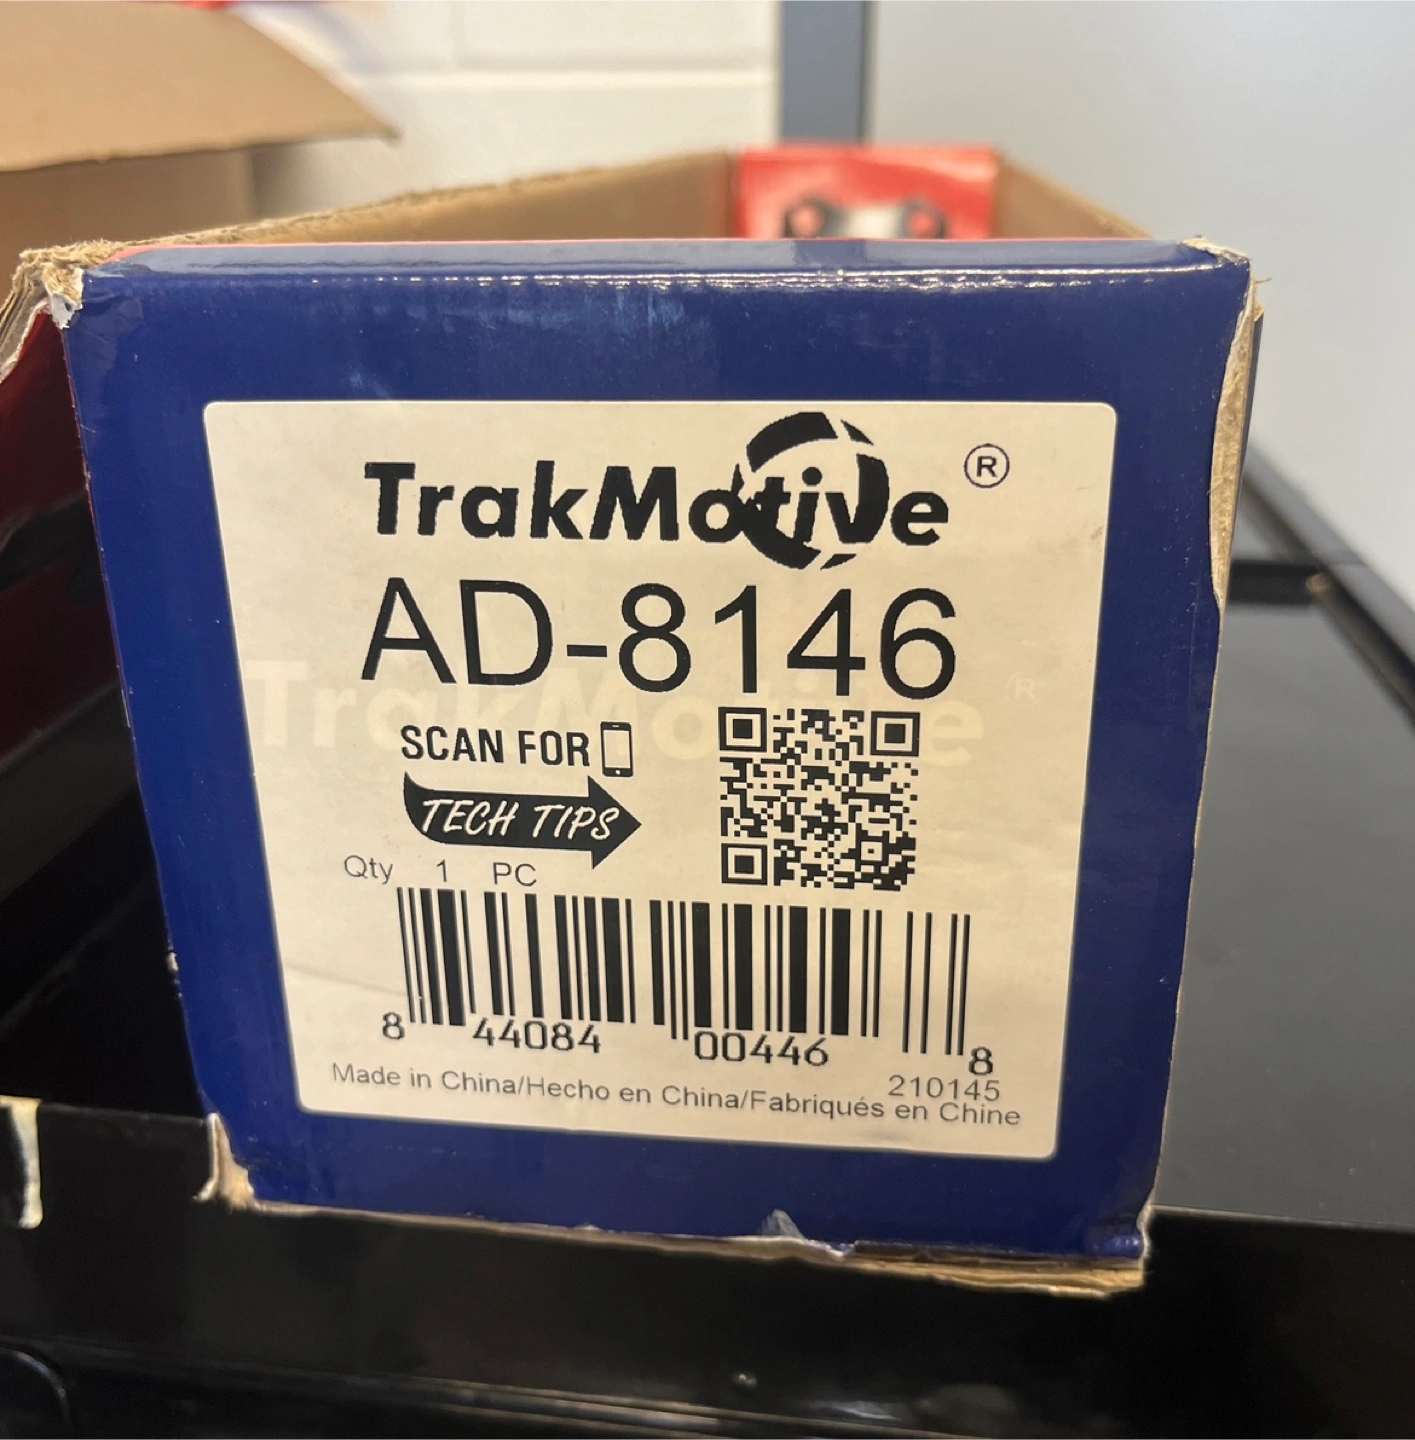 TrakMotive ®
AD-8146
TrakMotive R
SCAN FOR
TECH TIPS
Qty 1 PC
8 44084 00446 8
210145
Made in China/Hecho en China/Fabriqués en Chine